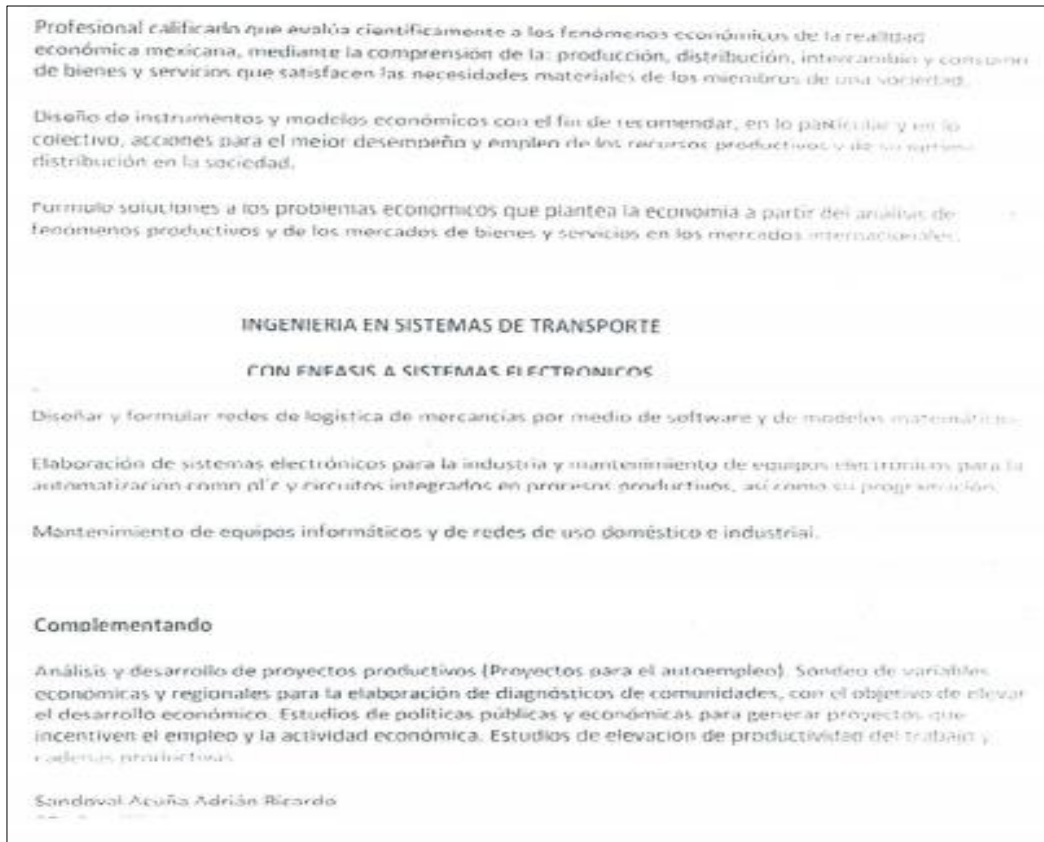 Profesional calificado que evalúa científicamente a los fenómenos económicos de la realidad
económica mexicana, mediante la comprensión de la: producción, distribución, intercambio y consumo
de bienes y servicios que satisfacen las necesidades materiales de los miembros de una sociedad.
Diseño de instrumentos y modelos económicos con el fin de recomendar, en lo particular y en lo
colectivo, acciones para el mejor desempeño y empleo de los recursos productivos y de su
distribución en la sociedad.
Formulo soluciones a los problemas económicos que plantea la economía a partir del análisis de
fenómenos productivos y de los mercados de bienes y servicios en los mercados internacionales.
INGENIERIA EN SISTEMAS DE TRANSPORTE
CON ENFASIS A SISTEMAS ELECTRONICOS
Diseñar y formular redes de logística de mercancías por medio de software y de modelos matemáticos.
Elaboración de sistemas electrónicos para la industria y mantenimiento de equipos electrónicos para la
automatización como plc y circuitos integrados en procesos productivos, así como su programación.
Mantenimiento de equipos informáticos y de redes de uso doméstico e industrial.
Complementando
Análisis y desarrollo de proyectos productivos (Proyectos para el autoempleo). Sondeo de variables
económicas y regionales para la elaboración de diagnósticos de comunidades, con el objetivo de elevar
el desarrollo económico. Estudios de políticas públicas y económicas para generar proyectos que
incentiven el empleo y la actividad económica. Estudios de elevación de productividad del trabajo y
cadenas productivas
Sandoval Acuña Adrián Ricardo